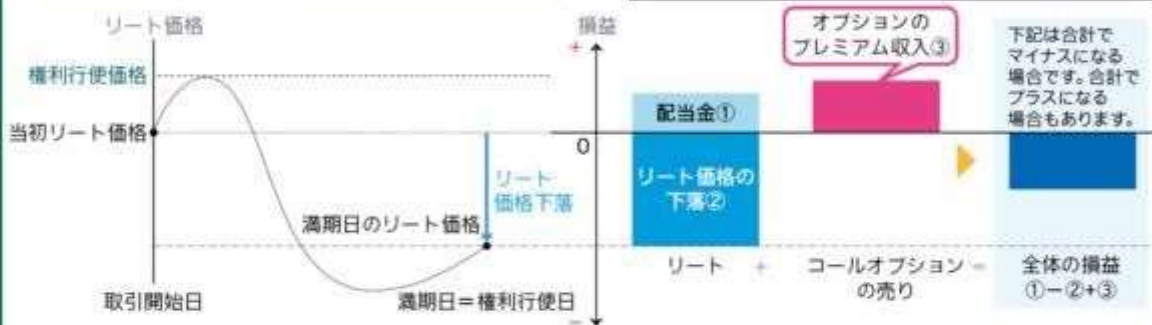 リート価格
権利行使価格
当初リート価格
リート
価格下落
満期日のリート価格
取引開始日
満期日＝権利行使日
損益
+
0
−
配当金①
リート価格の
下落②
オプションの
プレミアム収入③
下記は合計で
マイナスになる
場合です。合計で
プラスになる
場合もあります。
リート
+
コールオプション
の売り
=
全体の損益
①−②+③